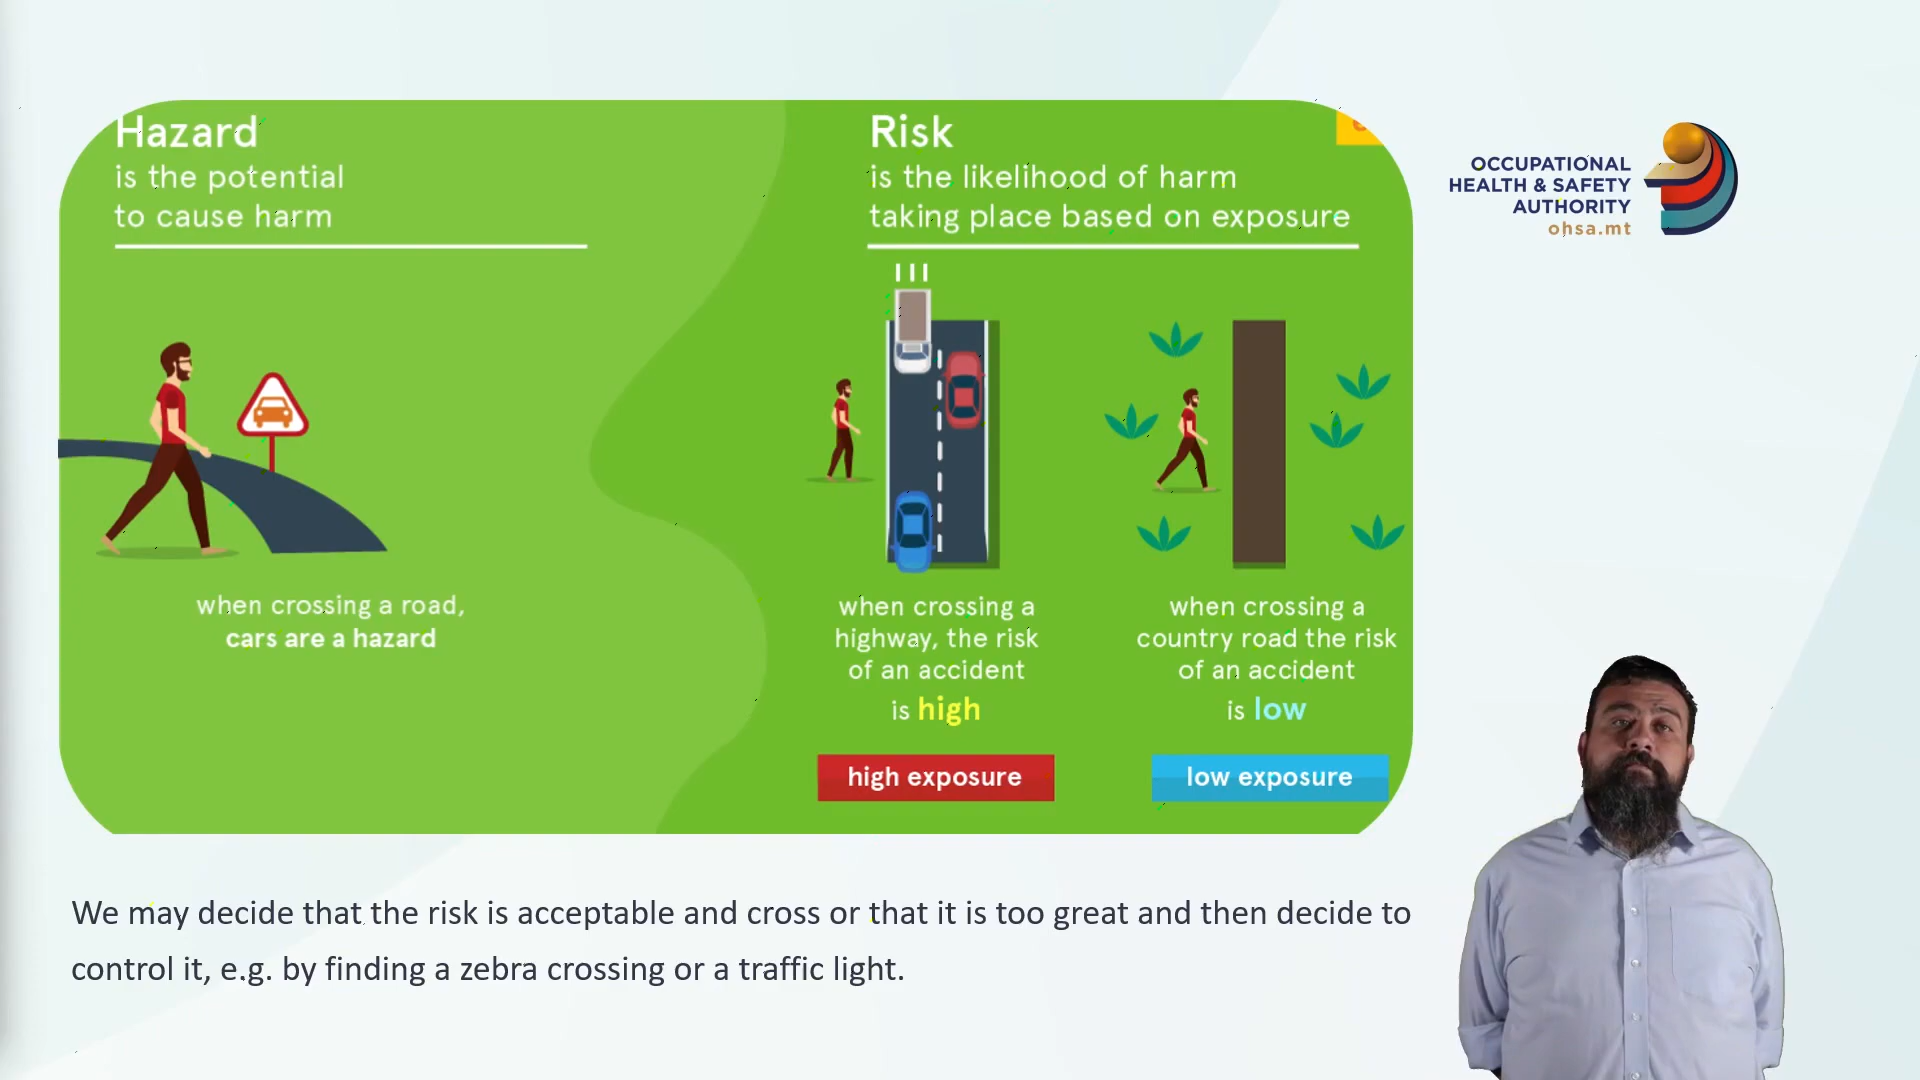 Hazard
is the potential
to cause harm
when crossing a road,
cars are a hazard
Risk
is the likelihood of harm
taking place based on exposure
when crossing a
highway, the risk
of an accident
is high
high exposure
when crossing a
country road the risk
of an accident
is low
low exposure
OCCUPATIONAL
HEALTH & SAFETY
AUTHORITY
ohsa.mt
We may decide that the risk is acceptable and cross or that it is too great and then decide to
control it, e.g. by finding a zebra crossing or a traffic light.